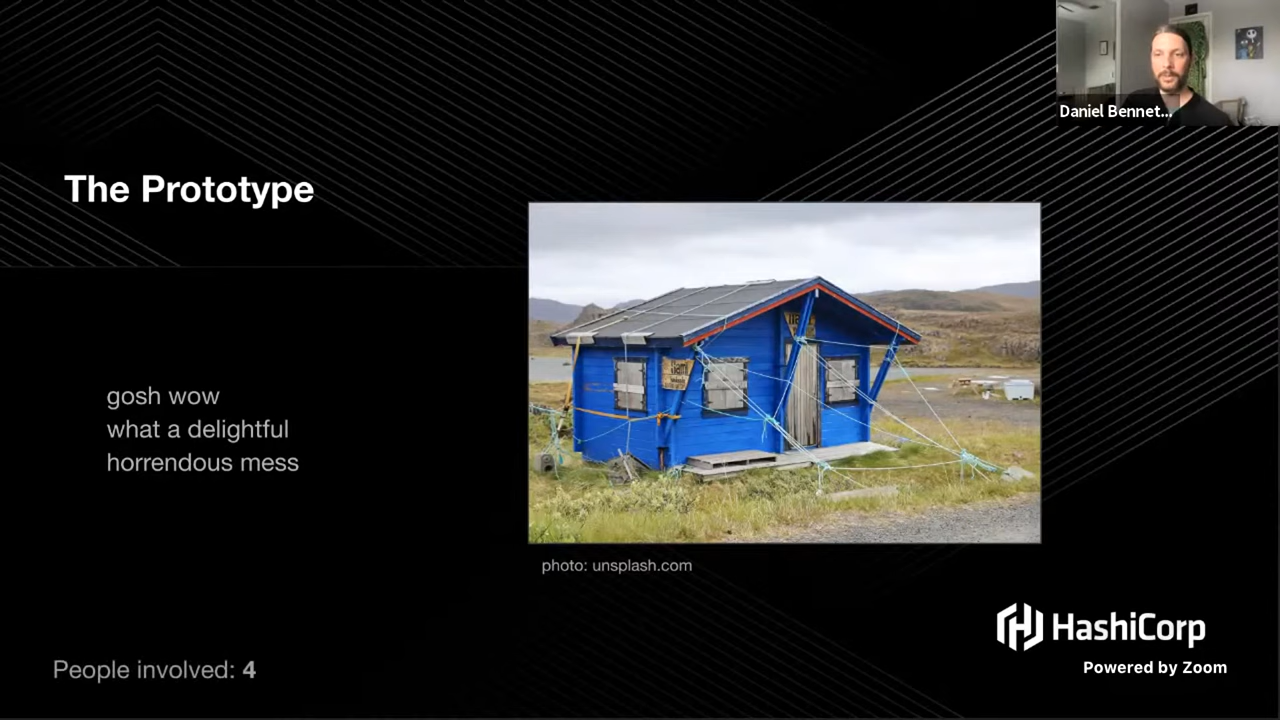 Daniel Bennet...
The Prototype
gosh wow
what a delightful
horrendous mess
photo: unsplash.com
HashiCorp
Powered by Zoom
People involved: 4